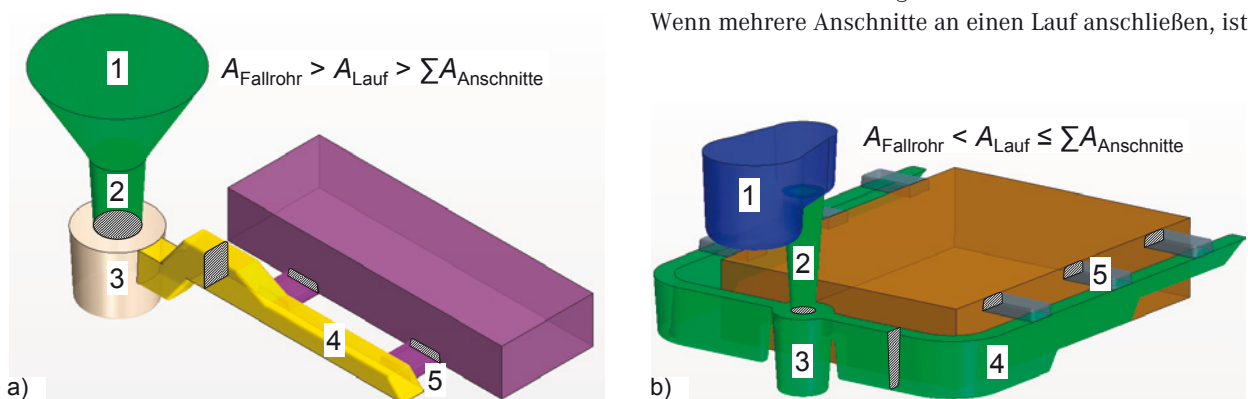 Wenn mehrere Anschnitte an einen Lauf anschließen, ist
1
A_Fallrohr > A_Lauf > ∑A_Anschnitte
2
3
4
5
a)
A_Fallrohr < A_Lauf ≤ ∑A_Anschnitte
1
2
5
3
4
b)